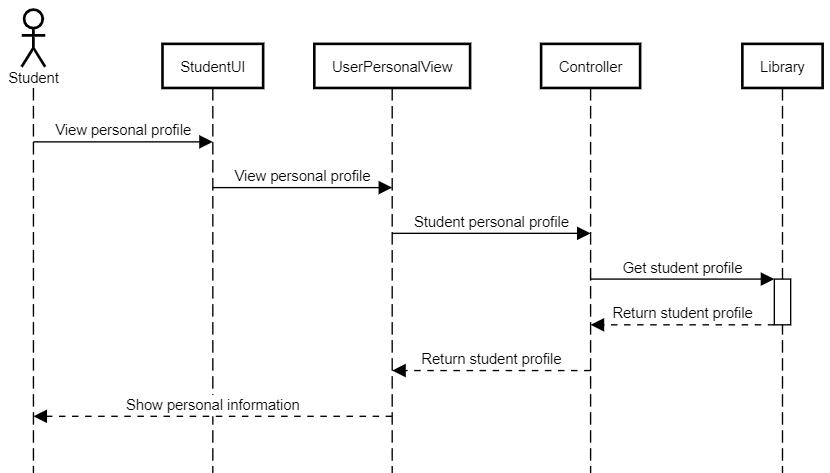 Student
StudentUI
UserPersonalView
Controller
Library
View personal profile
View personal profile
Student personal profile
Get student profile
Return student profile
Return student profile
Show personal information